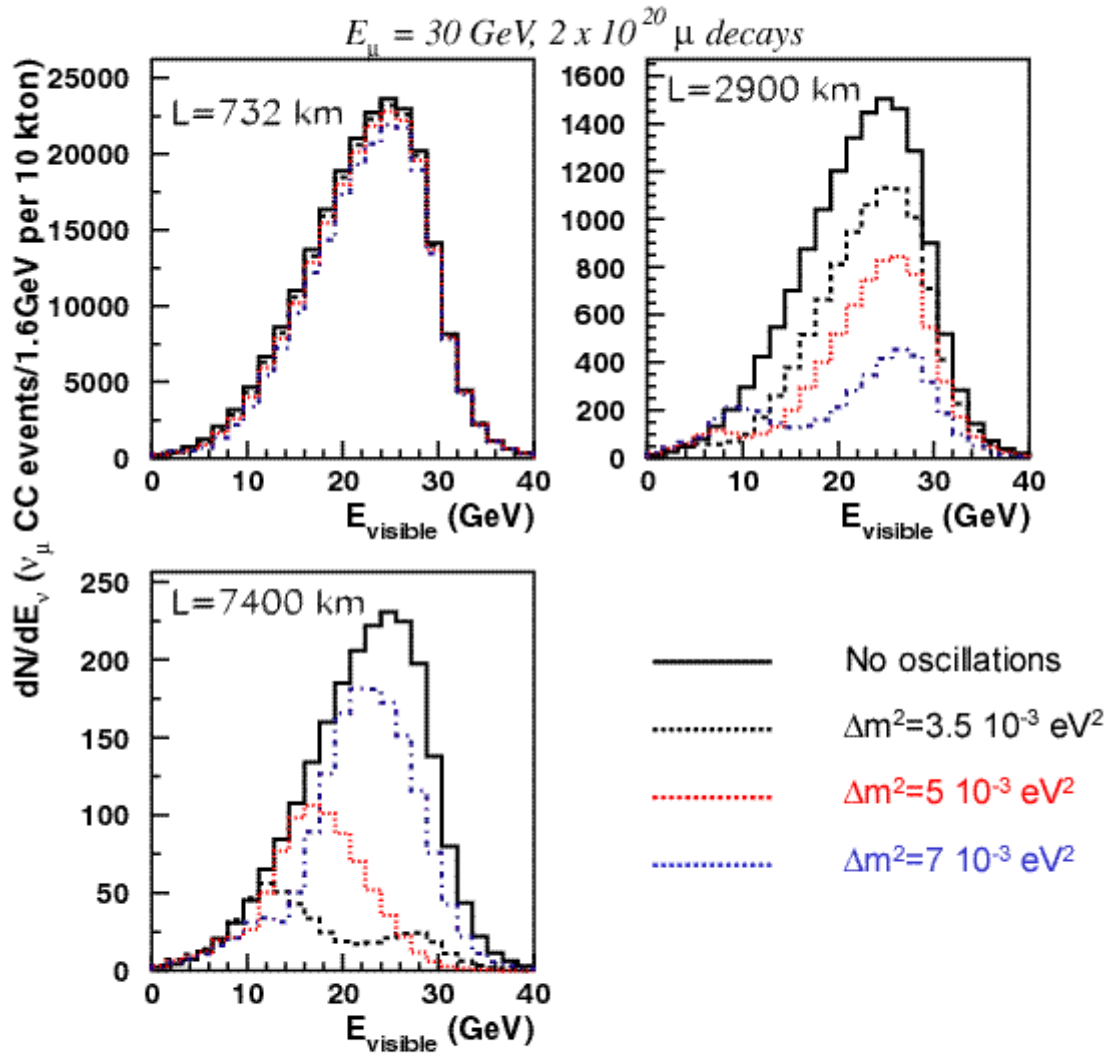 E_μ = 30 GeV, 2 x 10^20 μ decays
dN/dE_ν (ν_μ CC events/1.6GeV per 10 kton)
L=732 km
25000
20000
15000
10000
5000
0
0 10 20 30 40
E_visible (GeV)
L=2900 km
1600
1400
1200
1000
800
600
400
200
0
0 10 20 30 40
E_visible (GeV)
L=7400 km
250
200
150
100
50
0
0 10 20 30 40
E_visible (GeV)
No oscillations
Δm²=3.5 10⁻³ eV²
Δm²=5 10⁻³ eV²
Δm²=7 10⁻³ eV²